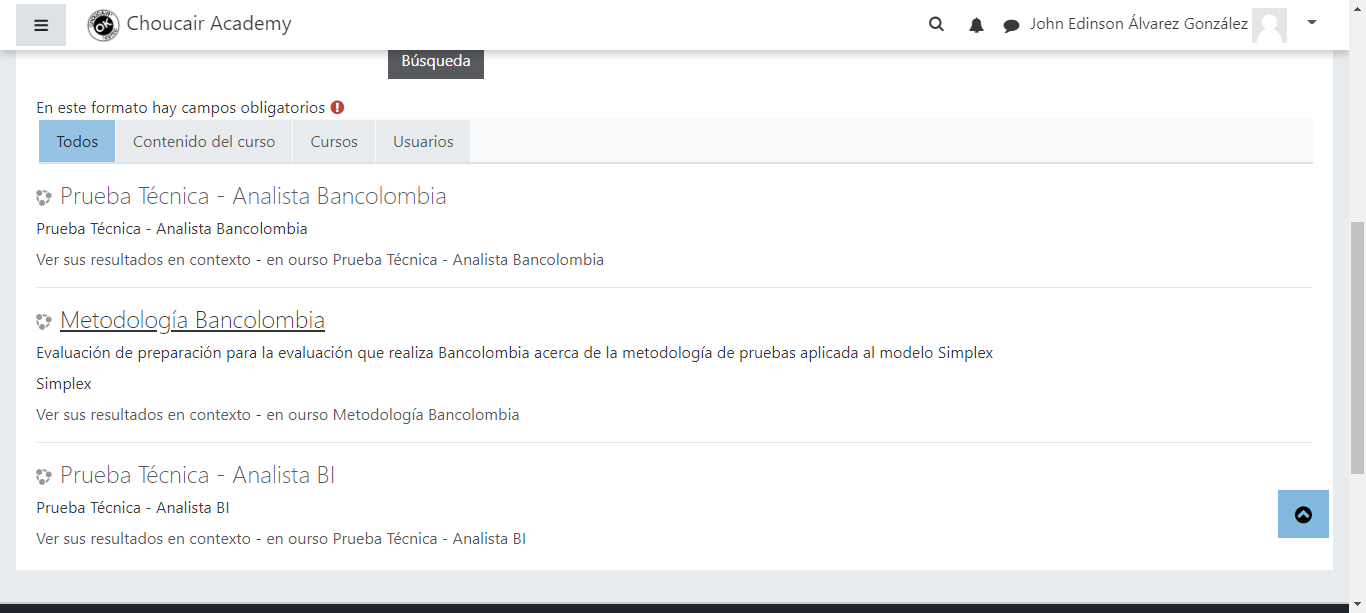 Choucair Academy
John Edinson Álvarez González
Búsqueda
En este formato hay campos obligatorios
Todos
Contenido del curso
Cursos
Usuarios
Prueba Técnica - Analista Bancolombia
Prueba Técnica - Analista Bancolombia
Ver sus resultados en contexto - en ourso Prueba Técnica - Analista Bancolombia
Metodología Bancolombia
Evaluación de preparación para la evaluación que realiza Bancolombia acerca de la metodología de pruebas aplicada al modelo Simplex
Simplex
Ver sus resultados en contexto - en ourso Metodología Bancolombia
Prueba Técnica - Analista BI
Prueba Técnica - Analista BI
Ver sus resultados en contexto - en ourso Prueba Técnica - Analista BI